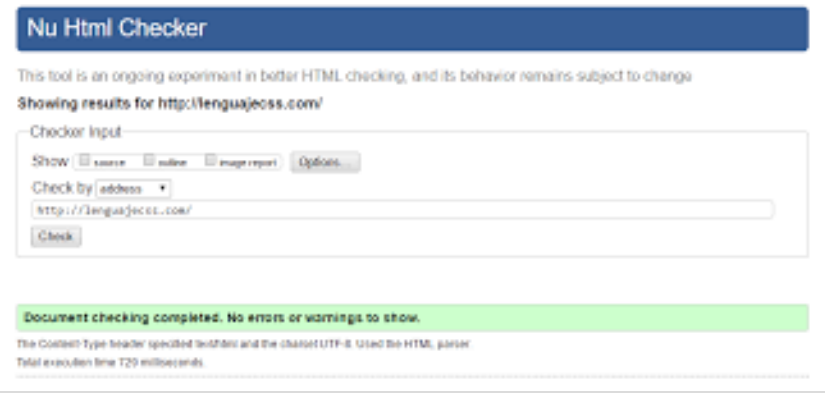 Nu Html Checker
This tool is an ongoing experiment in better HTML checking, and its behavior remains subject to change
Showing results for http://lenguajecss.com/
Checker Input
Show source outline image report Options...
Check by address
http://lenguajecss.com/
Check
Document checking completed. No errors or warnings to show.
The Content-Type header specified text/html and the charset UTF-8. Used the HTML parser.
Total execution time 729 milliseconds.